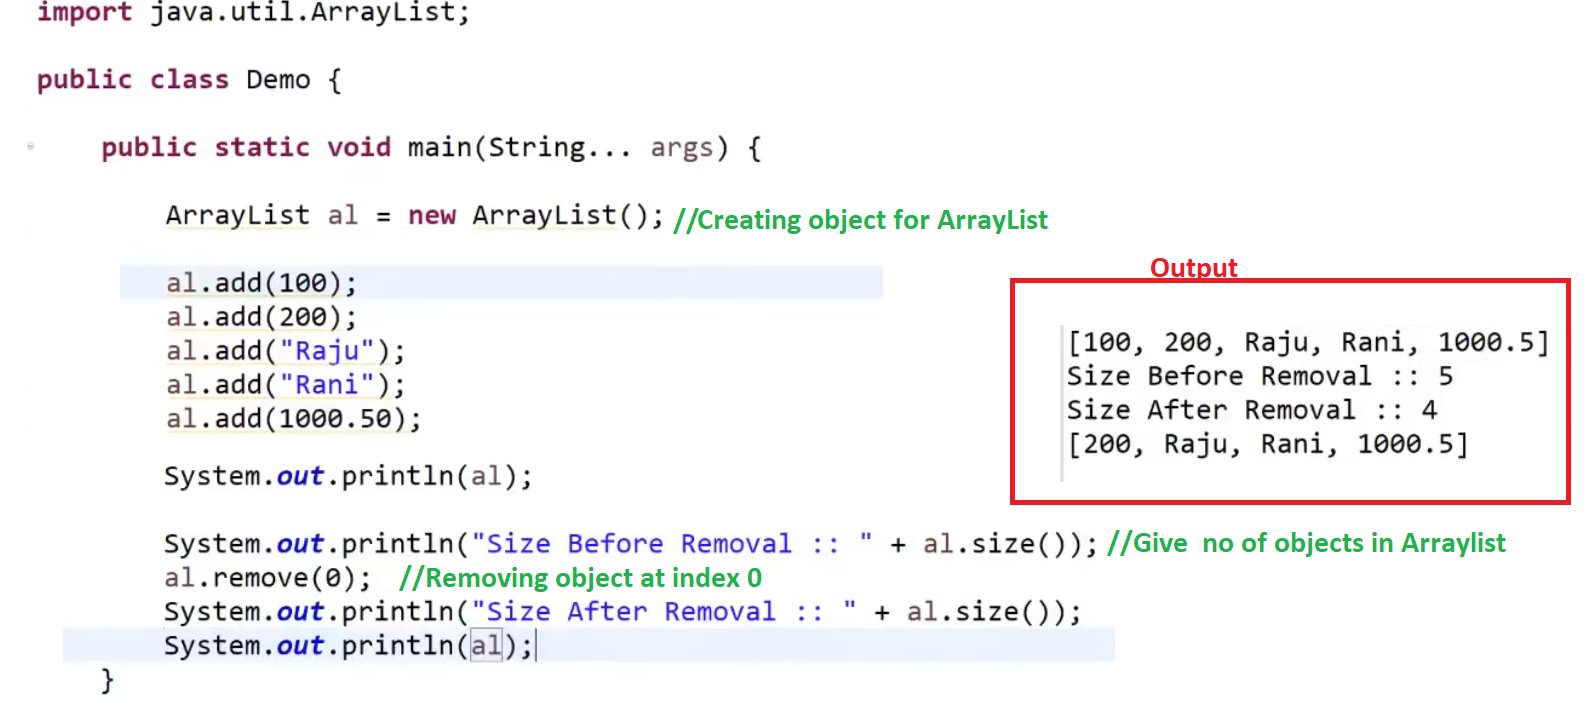 import java.util.ArrayList;
public class Demo {
public static void main(String... args) {
ArrayList al = new ArrayList(); //Creating object for ArrayList
al.add(100);
al.add(200);
al.add("Raju");
al.add("Rani");
al.add(1000.50);
System.out.println(al);
System.out.println("Size Before Removal :: " + al.size()); //Give no of objects in Arraylist
al.remove(0); //Removing object at index 0
System.out.println("Size After Removal :: " + al.size());
System.out.println(al);
}
Output
[100, 200, Raju, Rani, 1000.5]
Size Before Removal :: 5
Size After Removal :: 4
[200, Raju, Rani, 1000.5]